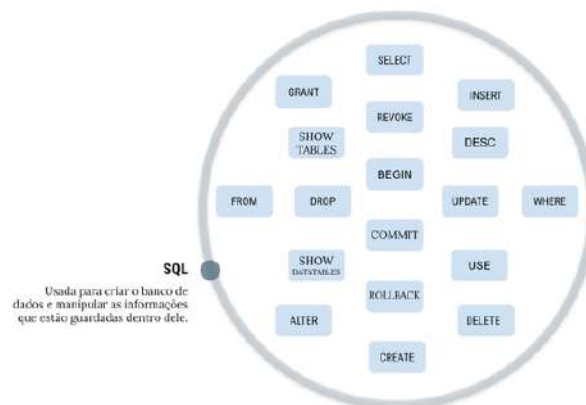 SELECT
GRANT
INSERT
REVOKE
SHOW
TABLES
DESC
BEGIN
FROM
DROP
UPDATE
WHERE
COMMIT
SQL
Usada para criar o banco de
dados e manipular as informações
que estão guardadas dentro dele.
SHOW
DATATABLES
USE
ROLLBACK
ALTER
DELETE
CREATE